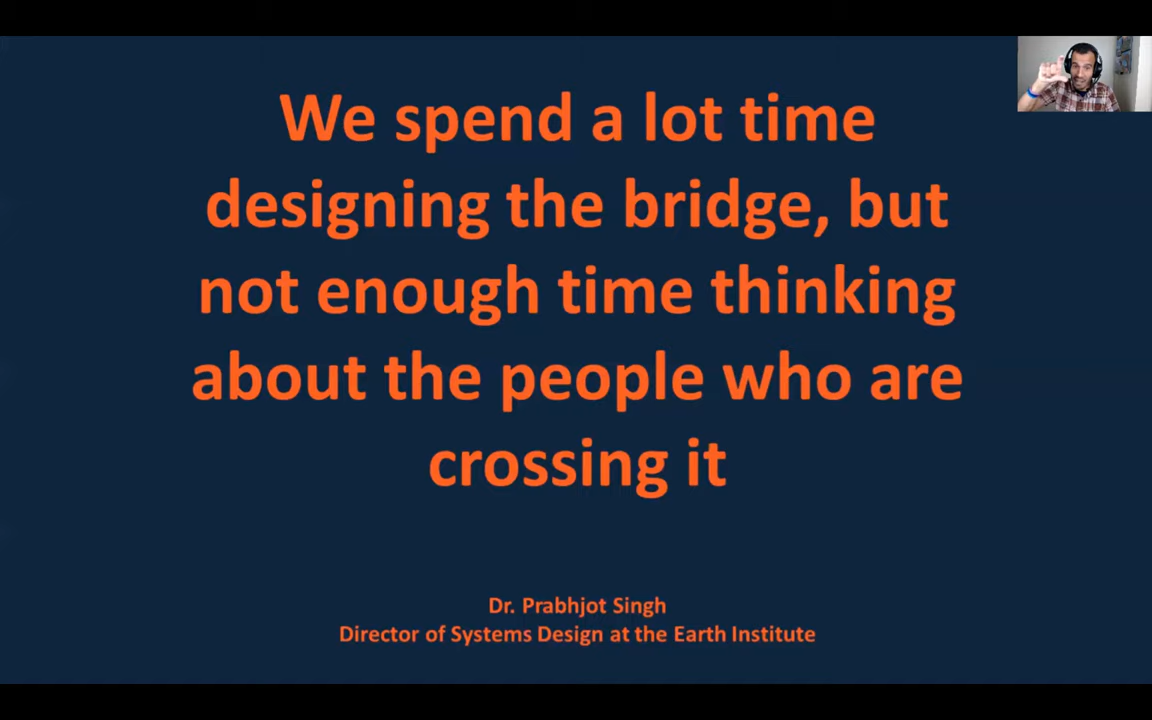 We spend a lot time
designing the bridge, but
not enough time thinking
about the people who are
crossing it
Dr. Prabhjot Singh
Director of Systems Design at the Earth Institute